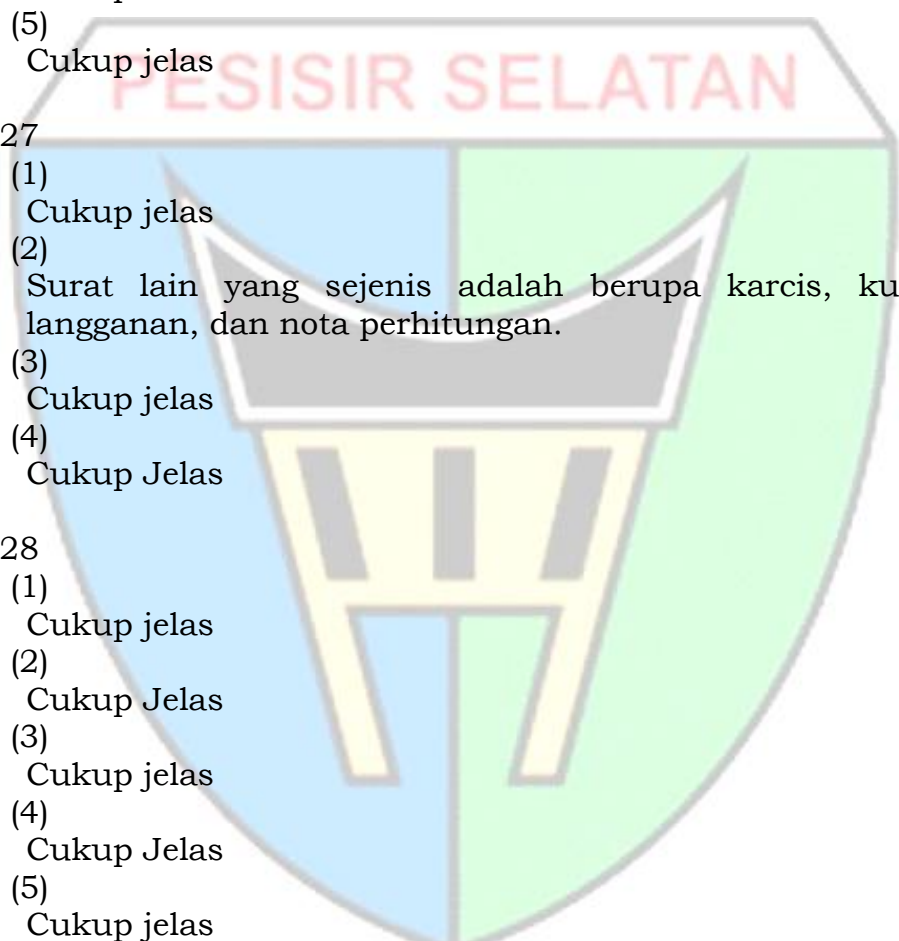 (5)
Cukup jelas
PESISIR SELATAN
27
(1)
Cukup jelas
(2)
Surat lain yang sejenis adalah berupa karcis, ku
langganan, dan nota perhitungan.
(3)
Cukup jelas
(4)
Cukup Jelas
28
(1)
Cukup jelas
(2)
Cukup Jelas
(3)
Cukup jelas
(4)
Cukup Jelas
(5)
Cukup jelas